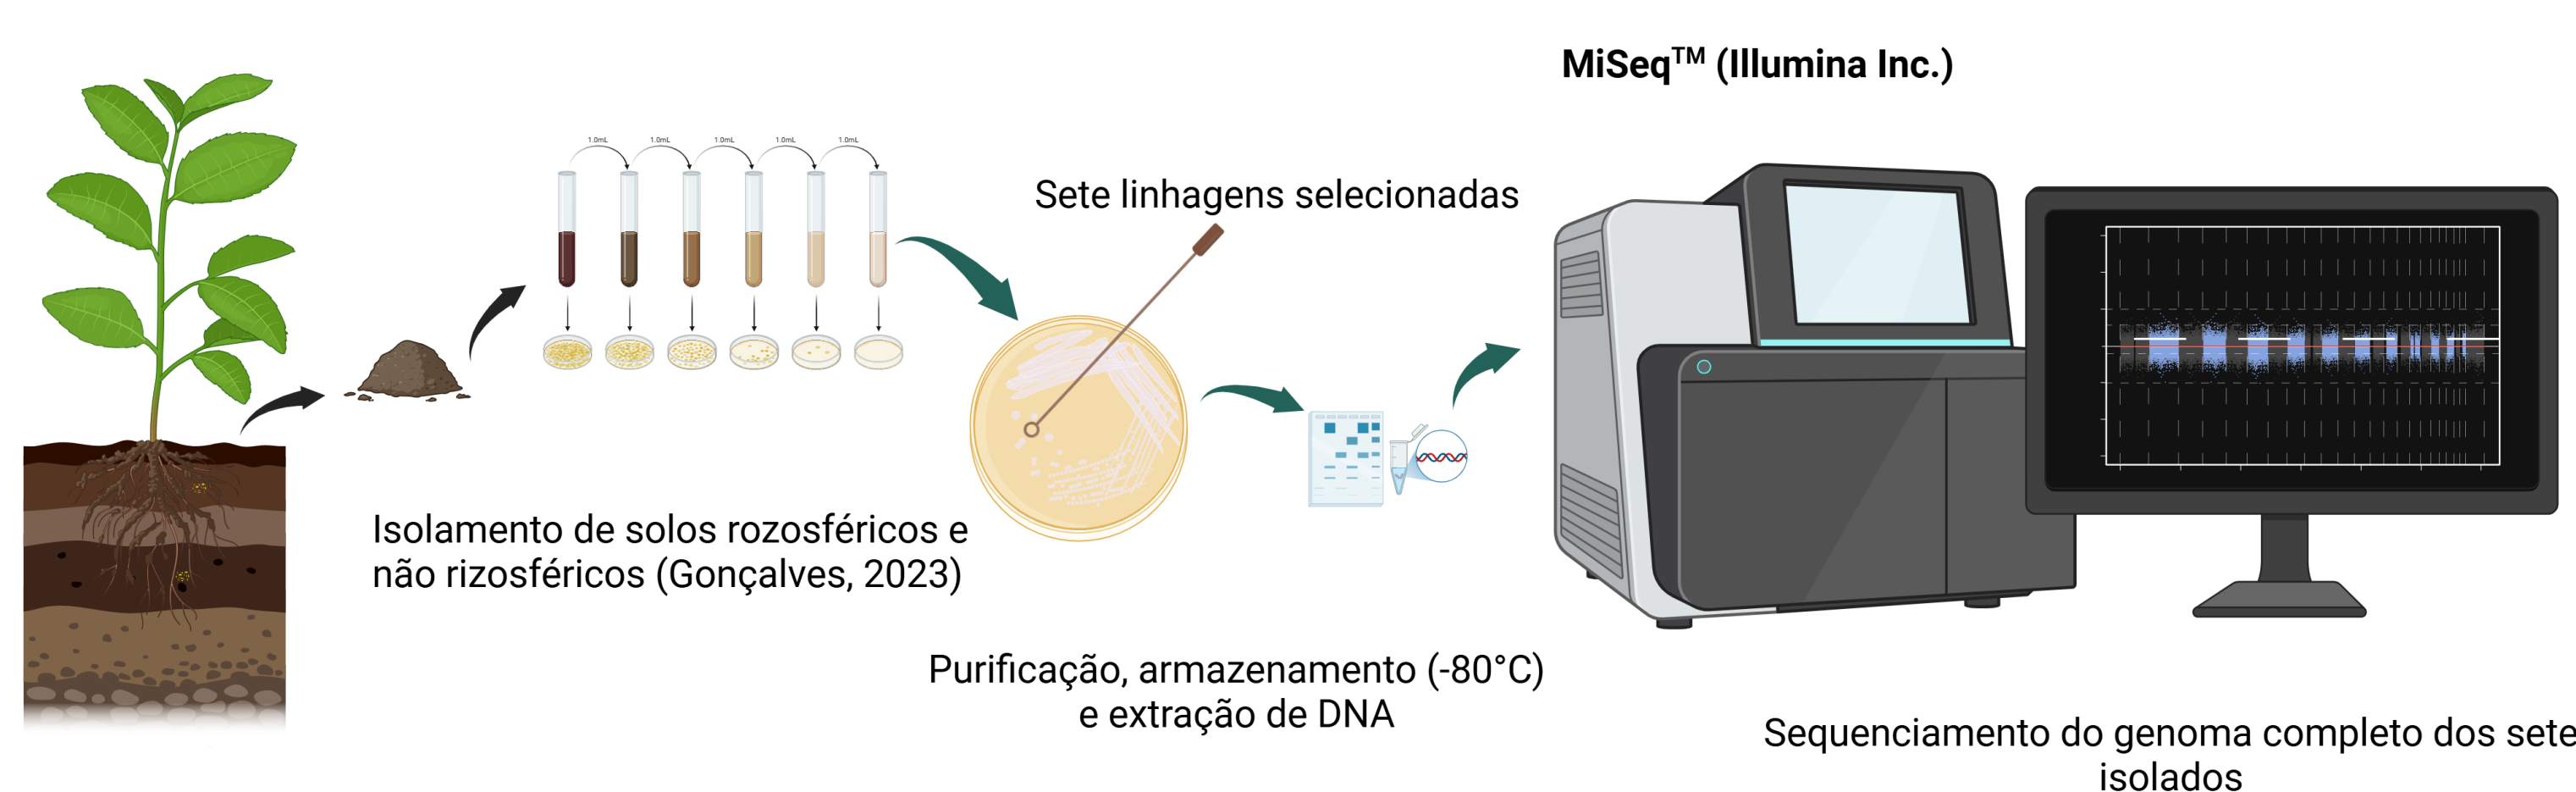 MiSeq™ (Illumina Inc.)
1.0mL 1.0mL 1.0mL 1.0mL 1.0mL
Sete linhagens selecionadas
Isolamento de solos rozosféricos e
não rizosféricos (Gonçalves, 2023)
Purificação, armazenamento (-80°C)
e extração de DNA
Sequenciamento do genoma completo dos sete
isolados